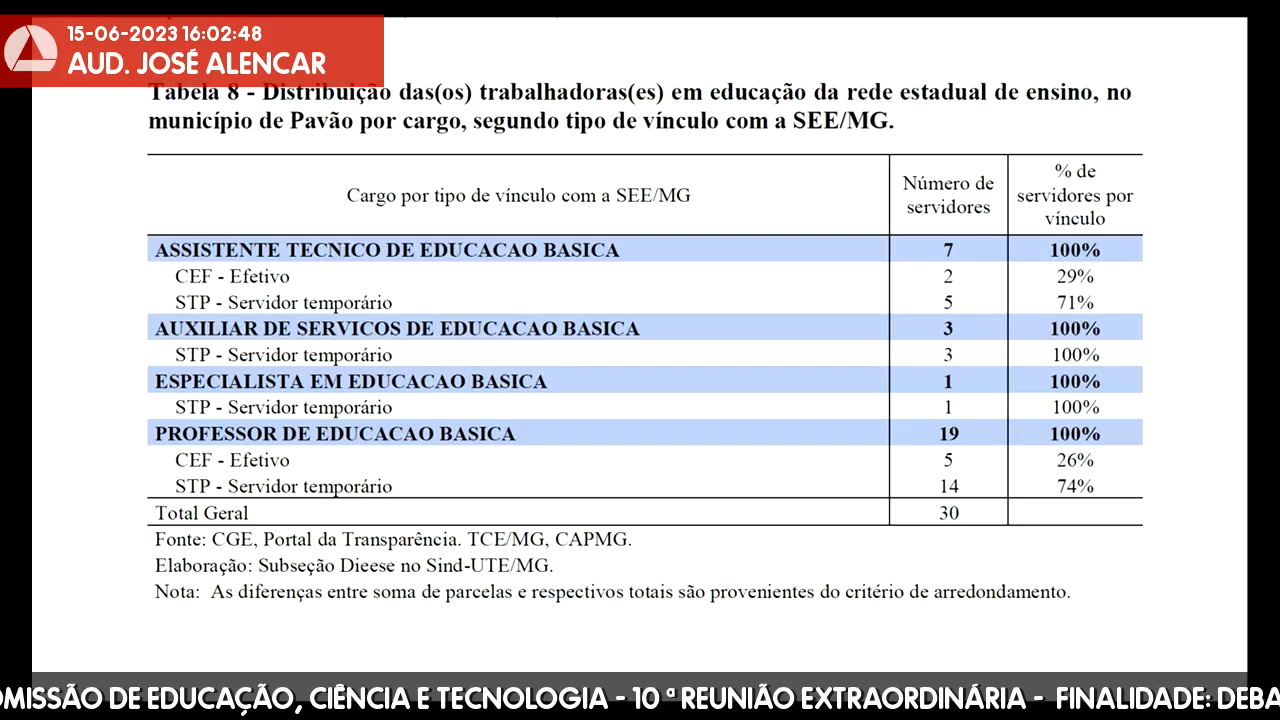 15-06-2023 16:02:48
AUD. JOSÉ ALENCAR
Tabela 8 - Distribuição das(os) trabalhadoras(es) em educação da rede estadual de ensino, no
município de Pavão por cargo, segundo tipo de vínculo com a SEE/MG.
Cargo por tipo de vínculo com a SEE/MG
Número de
servidores
% de
servidores por
vínculo
ASSISTENTE TECNICO DE EDUCACAO BASICA 7 100%
CEF - Efetivo 2 29%
STP - Servidor temporário 5 71%
AUXILIAR DE SERVICOS DE EDUCACAO BASICA 3 100%
STP - Servidor temporário 3 100%
ESPECIALISTA EM EDUCACAO BASICA 1 100%
STP - Servidor temporário 1 100%
PROFESSOR DE EDUCACAO BASICA 19 100%
CEF - Efetivo 5 26%
STP - Servidor temporário 14 74%
Total Geral 30
Fonte: CGE, Portal da Transparência. TCE/MG, CAPMG.
Elaboração: Subseção Dieese no Sind-UTE/MG.
Nota: As diferenças entre soma de parcelas e respectivos totais são provenientes do critério de arredondamento.
OMISSÃO DE EDUCAÇÃO, CIÊNCIA E TECNOLOGIA - 10 ª REUNIÃO EXTRAORDINÁRIA - FINALIDADE: DEBA